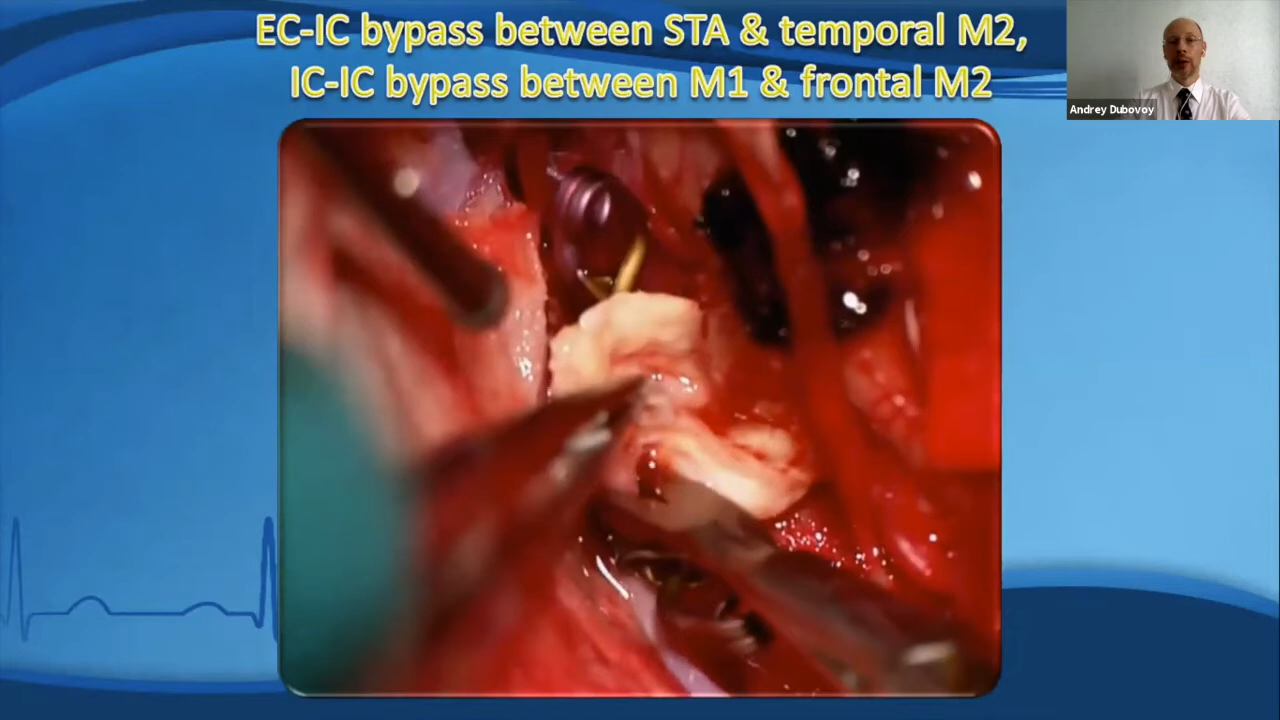 EC-IC bypass between STA & temporal M2,
IC-IC bypass between M1 & frontal M2
Andrey Dubovoy